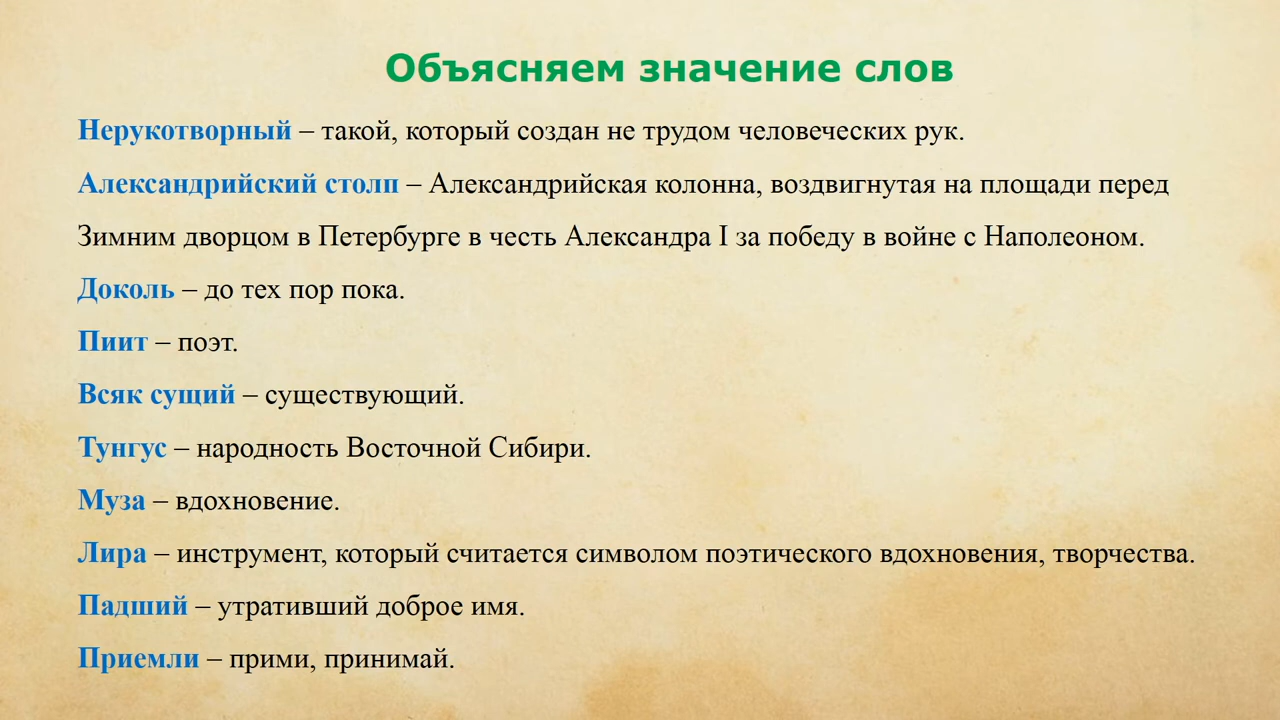 Объясняем значение слов
Нерукотворный – такой, который создан не трудом человеческих рук.
Александрийский столп – Александрийская колонна, воздвигнутая на площади перед
Зимним дворцом в Петербурге в честь Александра I за победу в войне с Наполеоном.
Доколь – до тех пор пока.
Пиит – поэт.
Всяк сущий – существующий.
Тунгус – народность Восточной Сибири.
Муза – вдохновение.
Лира – инструмент, который считается символом поэтического вдохновения, творчества.
Падший – утративший доброе имя.
Приемли – прими, принимай.